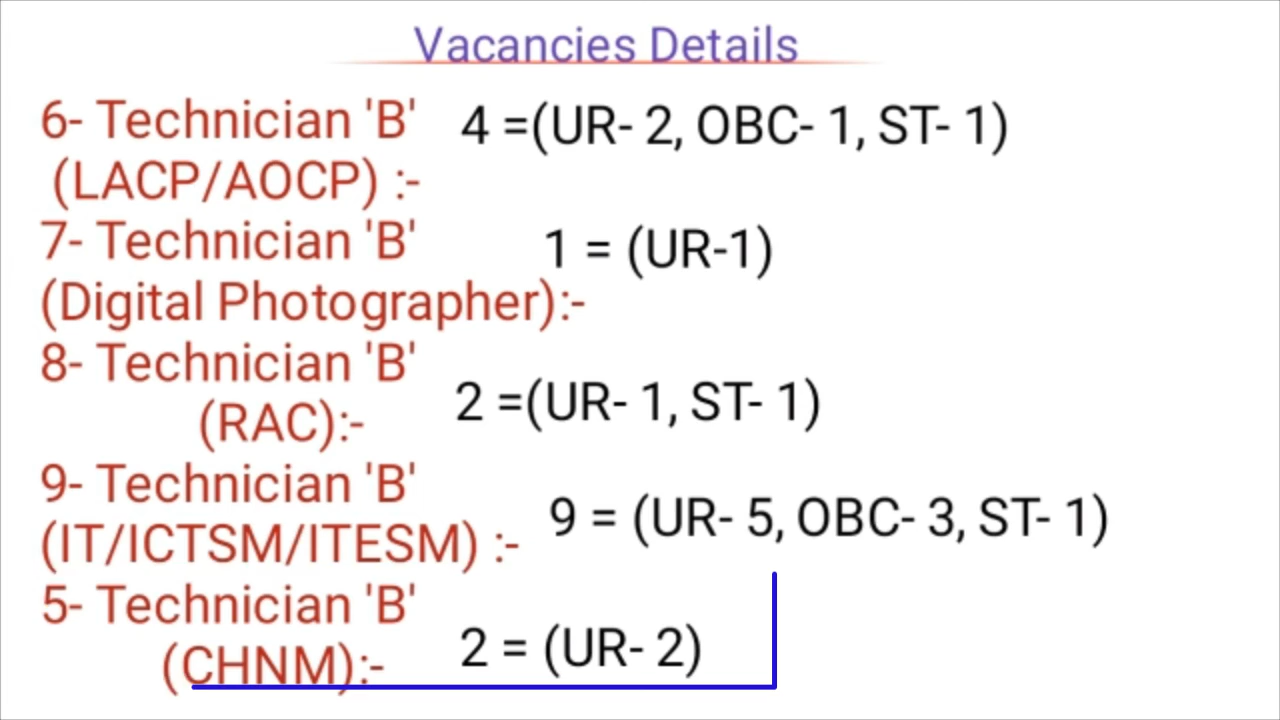 Vacancies Details
6- Technician 'B' 4 =(UR- 2, OBC- 1, ST- 1)
(LACP/AOCP) :-
7- Technician 'B' 1 = (UR-1)
(Digital Photographer):-
8- Technician 'B'
(RAC):- 2 =(UR- 1, ST- 1)
9- Technician 'B'
(IT/ICTSM/ITESM) :- 9 = (UR- 5, OBC- 3, ST- 1)
5- Technician 'B'
(CHNM):- 2 = (UR- 2)